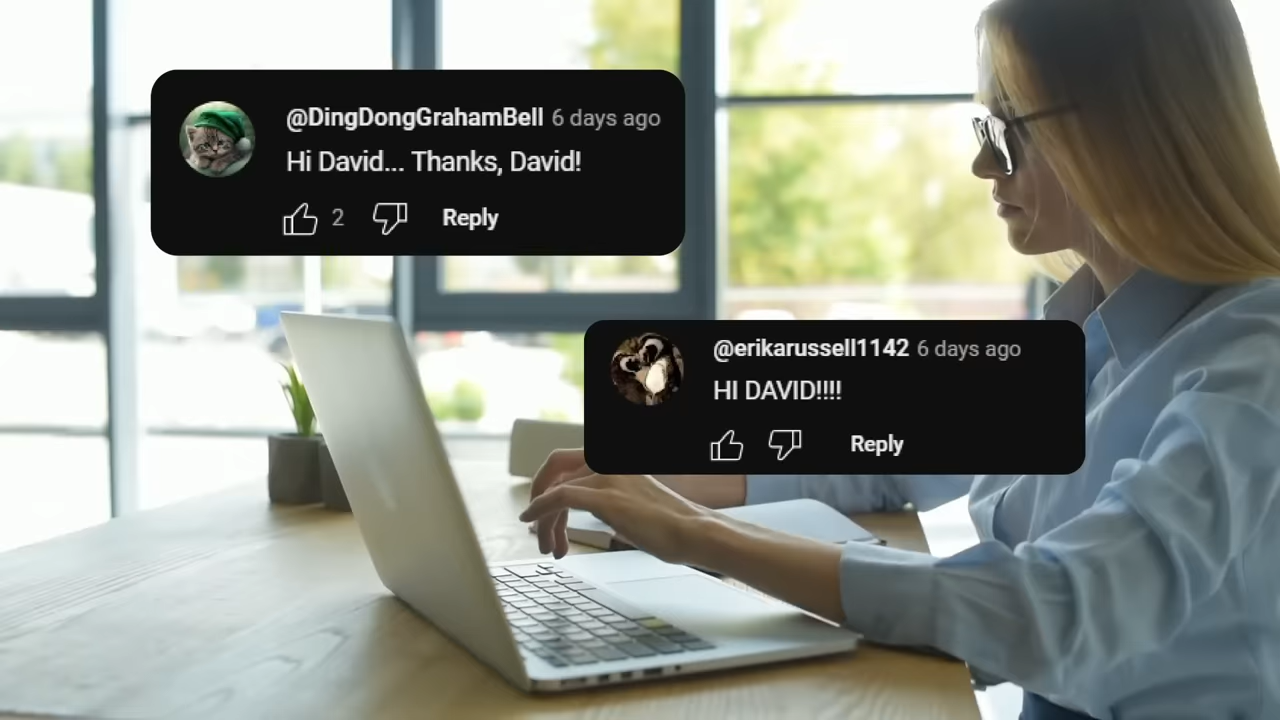 @DingDongGrahamBell 6 days ago
Hi David... Thanks, David!
2 Reply
@erikarussell1142 6 days ago
HI DAVID!!!!
Reply